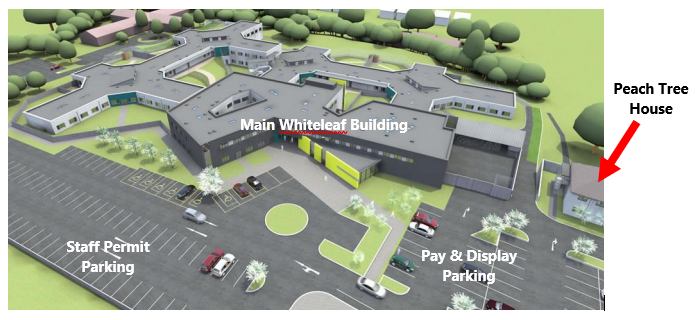 Peach Tree
House
Main Whiteleaf Building
Staff Permit
Parking
Pay & Display
Parking